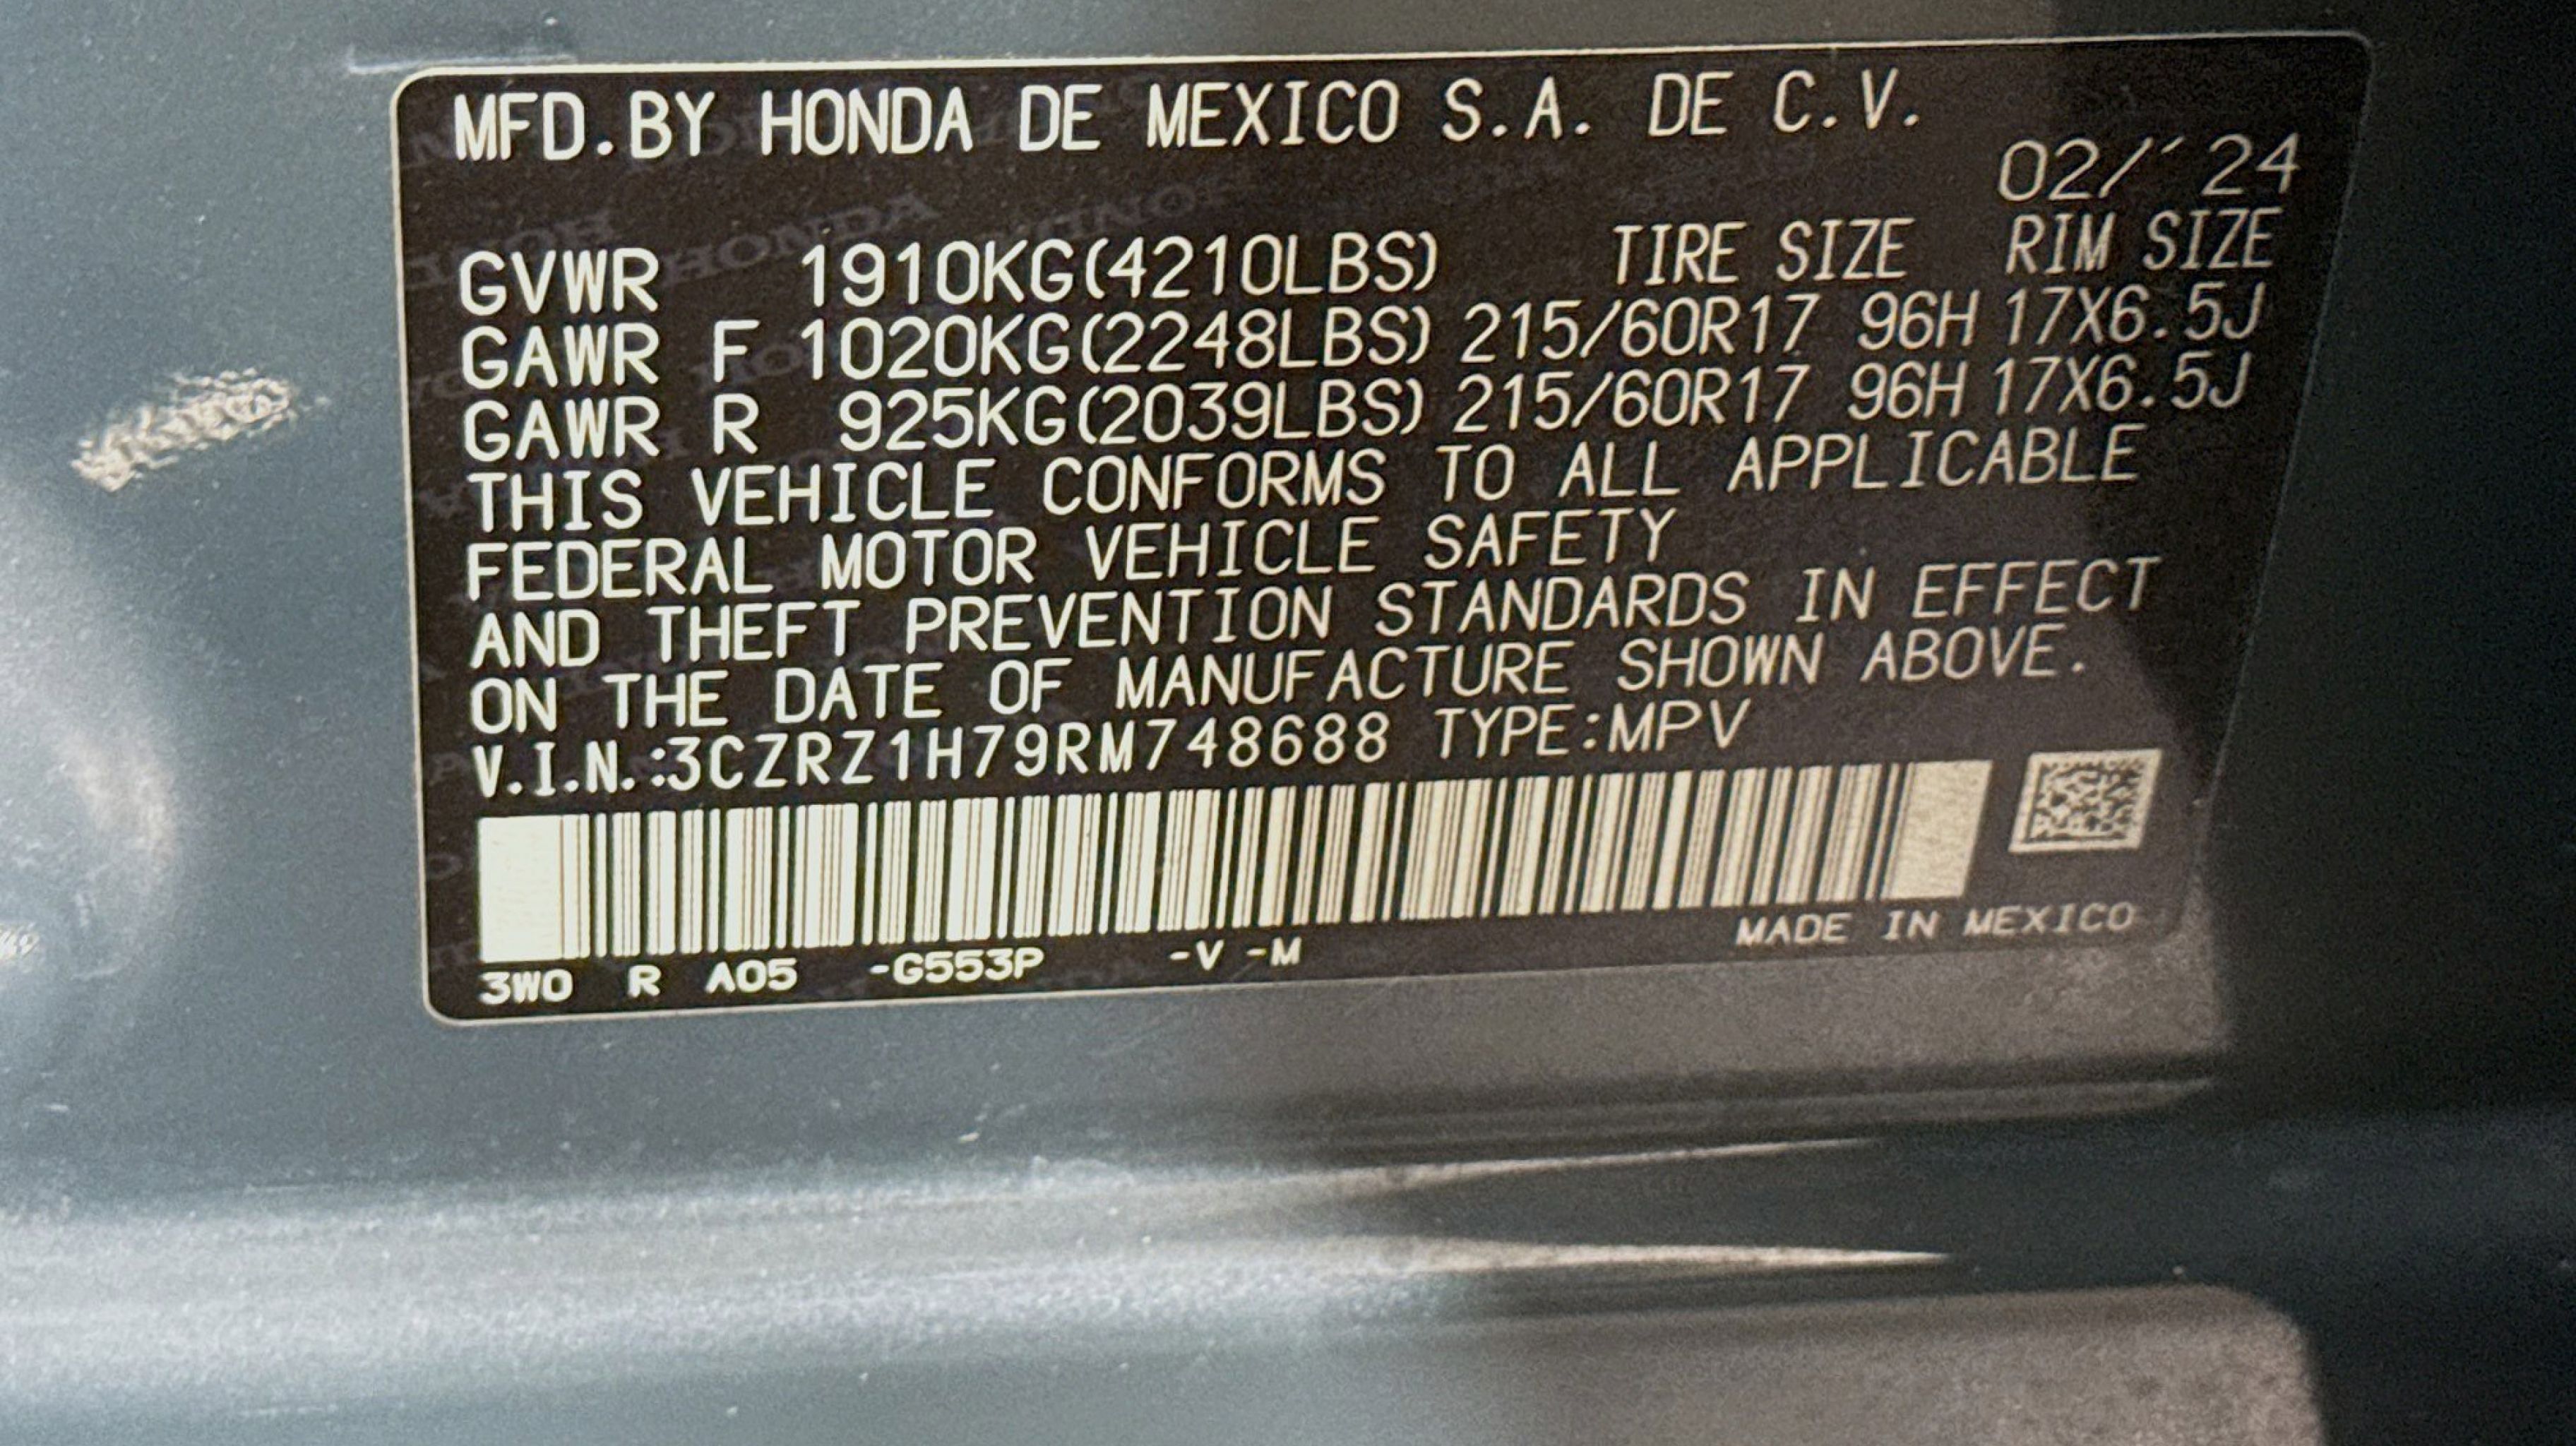 MFD.BY HONDA DE MEXICO S.A. DE C.V.
02/´24
GVWR 1910KG(4210LBS) TIRE SIZE RIM SIZE
GAWR F 1020KG(2248LBS) 215/60R17 96H 17X6.5J
GAWR R 925KG(2039LBS) 215/60R17 96H 17X6.5J
THIS VEHICLE CONFORMS TO ALL APPLICABLE
FEDERAL MOTOR VEHICLE SAFETY
AND THEFT PREVENTION STANDARDS IN EFFECT
ON THE DATE OF MANUFACTURE SHOWN ABOVE.
V.I.N.:3CZRZ1H79RM748688 TYPE:MPV
MADE IN MEXICO
3W0 R A05 -G553P -V -M